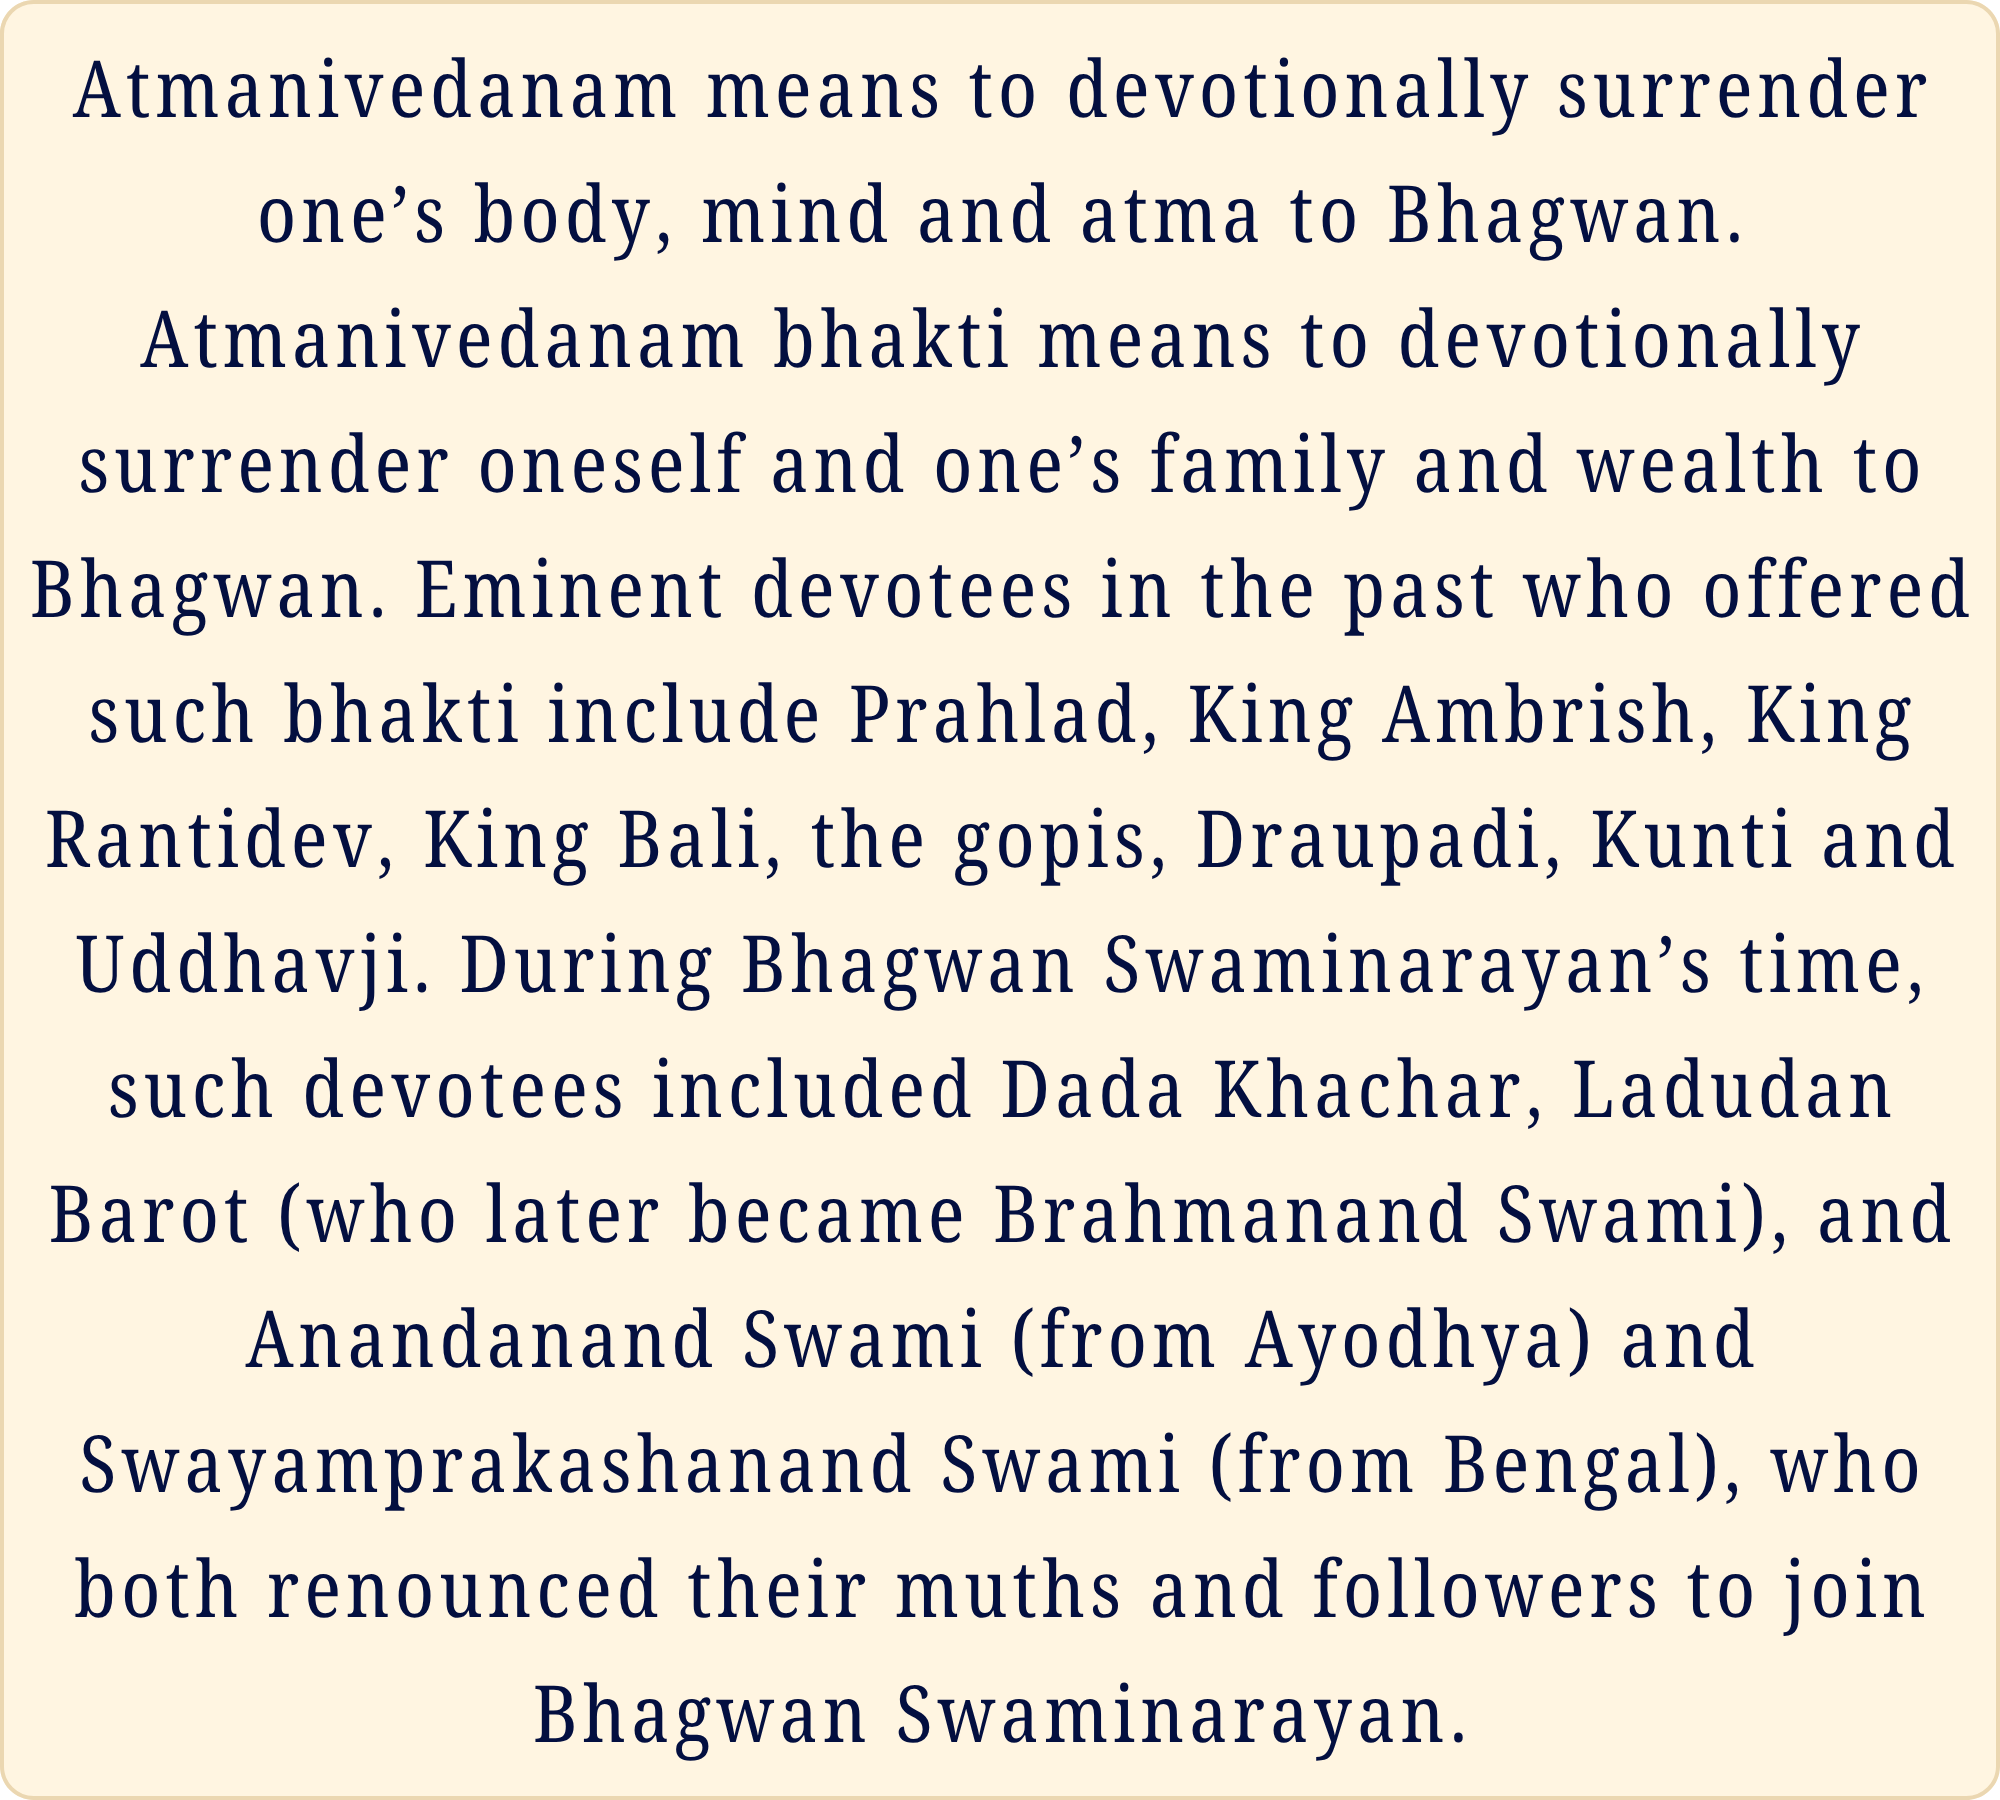 Atmanivedanam means to devotionally surrender
one’s body, mind and atma to Bhagwan.
Atmanivedanam bhakti means to devotionally
surrender oneself and one’s family and wealth to
Bhagwan. Eminent devotees in the past who offered
such bhakti include Prahlad, King Ambrish, King
Rantidev, King Bali, the gopis, Draupadi, Kunti and
Uddhavji. During Bhagwan Swaminarayan’s time,
such devotees included Dada Khachar, Ladudan
Barot (who later became Brahmanand Swami), and
Anandanand Swami (from Ayodhya) and
Swayamprakashanand Swami (from Bengal), who
both renounced their muths and followers to join
Bhagwan Swaminarayan.